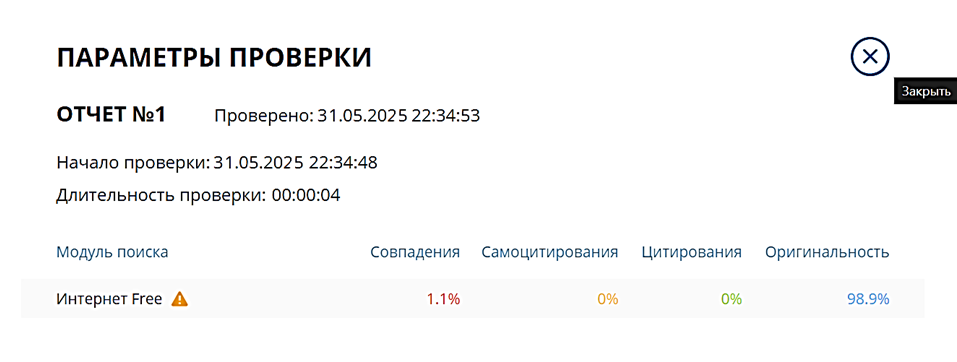 ПАРАМЕТРЫ ПРОВЕРКИ
Закрыть
ОТЧЕТ №1 Проверено: 31.05.2025 22:34:53
Начало проверки: 31.05.2025 22:34:48
Длительность проверки: 00:00:04
Модуль поиска Совпадения Самоцитирования Цитирования Оригинальность
Интернет Free 1.1% 0% 0% 98.9%